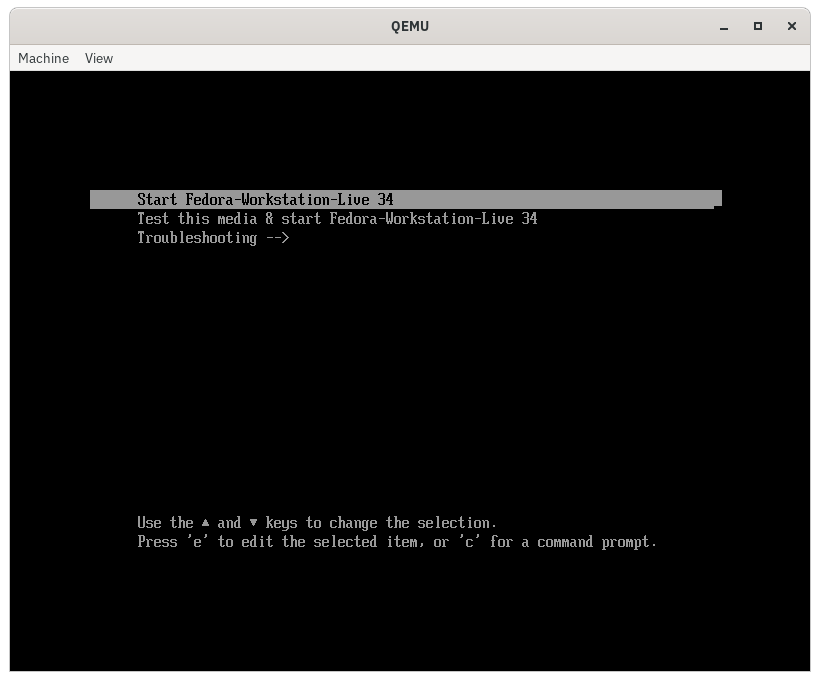 QEMU
Machine View
Start Fedora-Workstation-Live 34
Test this media & start Fedora-Workstation-Live 34
Troubleshooting -->
Use the ▲ and ▼ keys to change the selection.
Press 'e' to edit the selected item, or 'c' for a command prompt.